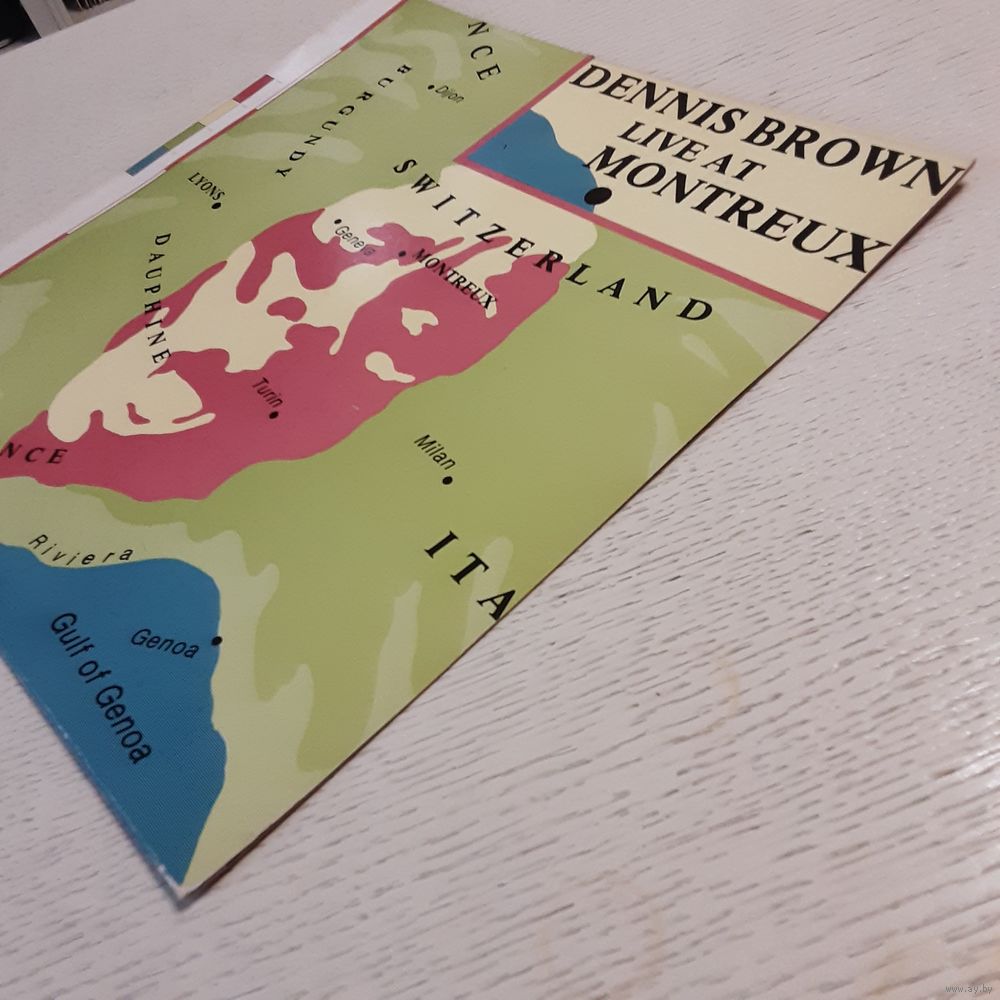 DENNIS BROWN
LIVE AT
MONTREUX
NCE
BURGUNDY
Dijon
LYONS
SWITZERLAND
Geneva
MONTREUX
DAUPHINE
Turin
Milan
NCE
ITA
Riviera
Genoa
Gulf of Genoa
www.ay.by